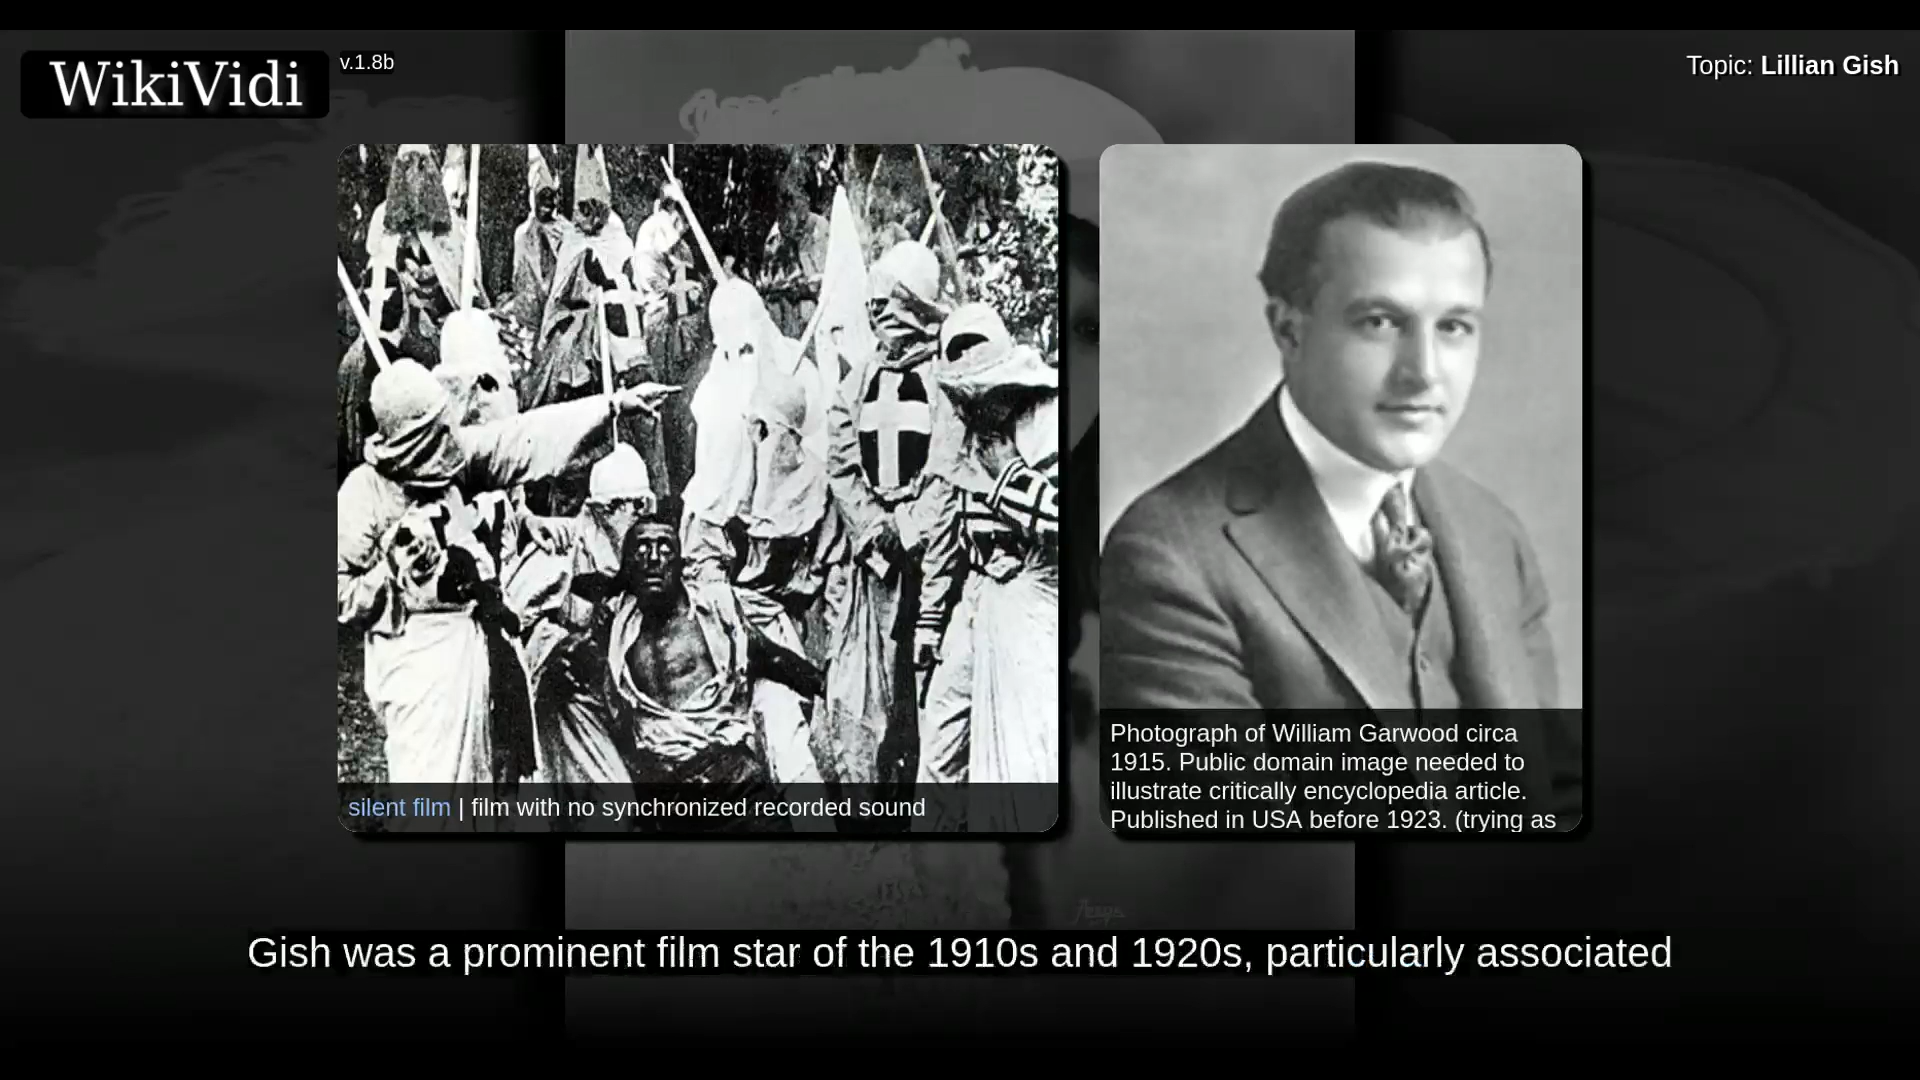 WikiVidi
v.1.8b
Topic: Lillian Gish
silent film | film with no synchronized recorded sound
Photograph of William Garwood circa
1915. Public domain image needed to
illustrate critically encyclopedia article.
Published in USA before 1923. (trying as
Gish was a prominent film star of the 1910s and 1920s, particularly associated